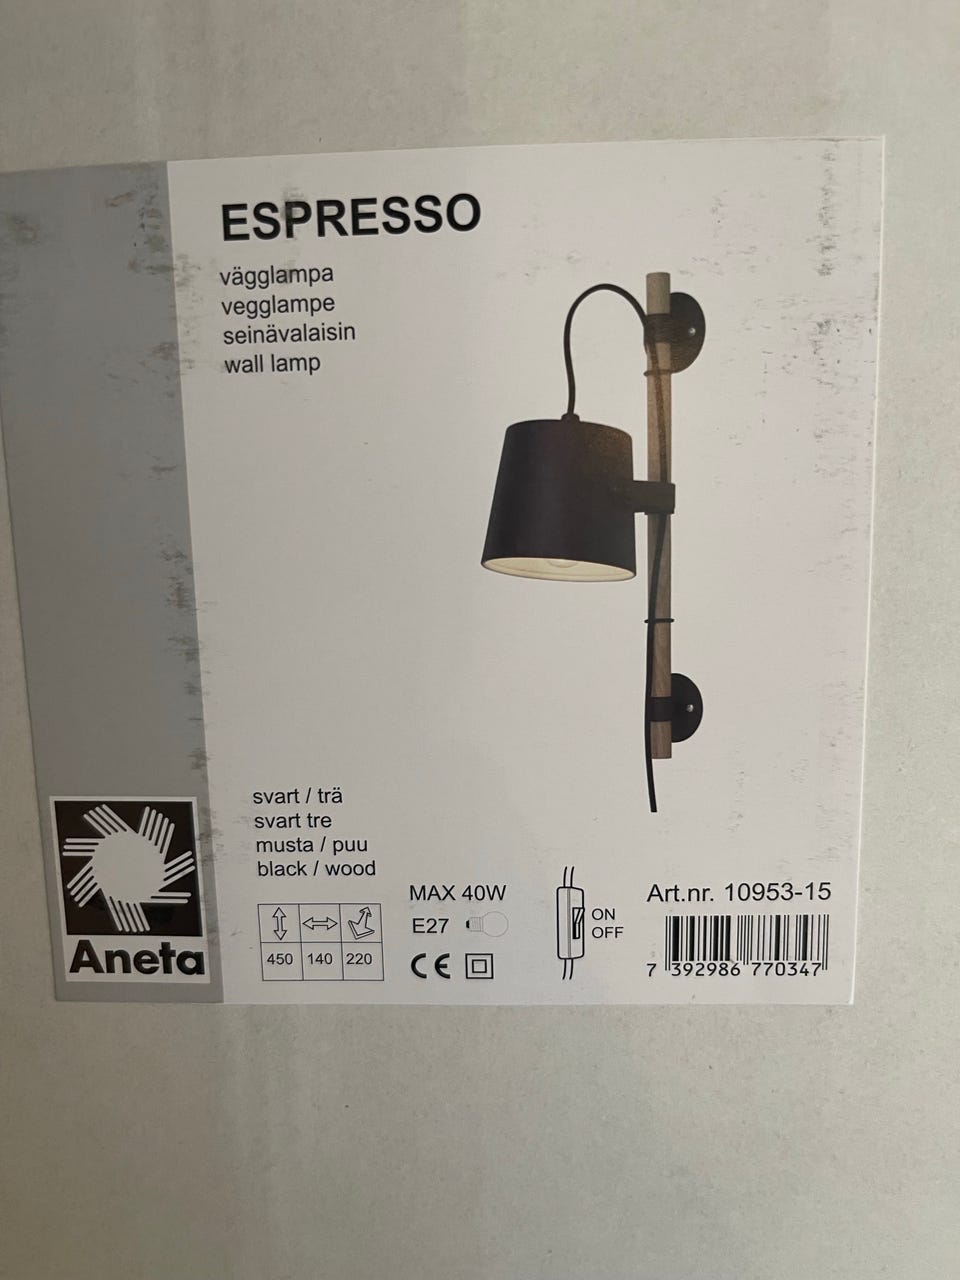 ESPRESSO
vägglampa
vegglampe
seinävalaisin
wall lamp
svart / trä
svart tre
musta / puu
black / wood
MAX 40W
E27
450 140 220
CE
ON
OFF
Art.nr. 10953-15
7 392986 770347
Aneta